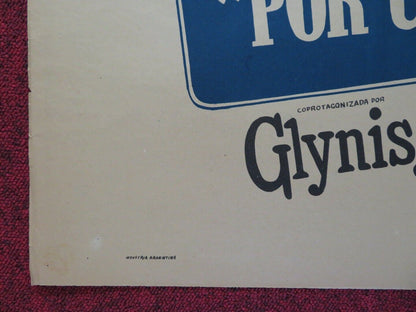 "POR
COPROTAGONIZADA POR
Glynis
INDUSTRIA ARGENTINA